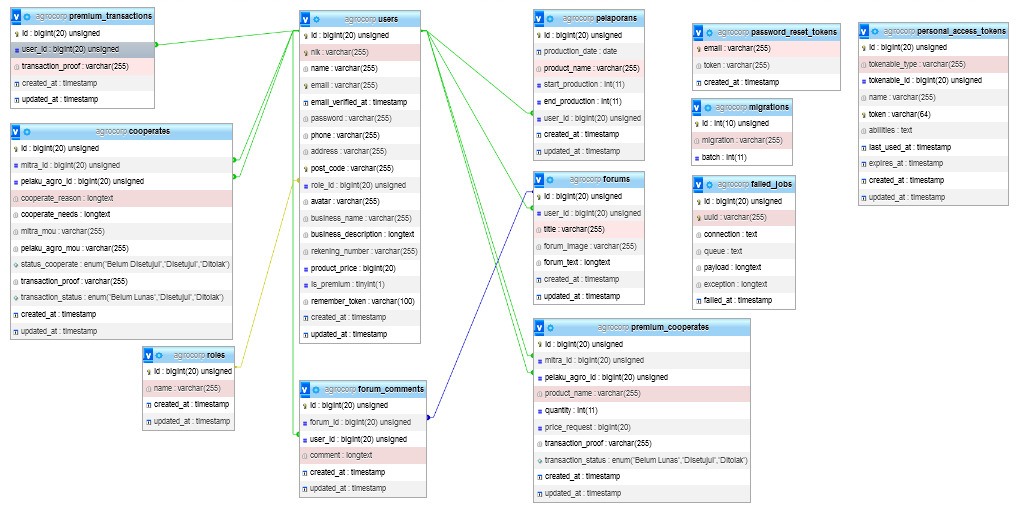 agrocorp premium_transactions
id : bigint(20) unsigned
user_id : bigint(20) unsigned
transaction_proof : varchar(255)
created_at : timestamp
updated_at : timestamp
agrocorp cooperates
id : bigint(20) unsigned
mitra_id : bigint(20) unsigned
pelaku_agro_id : bigint(20) unsigned
cooperate_reason : longtext
cooperate_needs : longtext
mitra_mou : varchar(255)
pelaku_agro_mou : varchar(255)
status_cooperate : enum('Belum Disetujui','Disetujui','Ditolak')
transaction_proof : varchar(255)
transaction_status : enum('Belum Lunas','Disetujui','Ditolak')
created_at : timestamp
updated_at : timestamp
agrocorp roles
id : bigint(20) unsigned
name : varchar(255)
created_at : timestamp
updated_at : timestamp
agrocorp users
id : bigint(20) unsigned
nik : varchar(255)
name : varchar(255)
email : varchar(255)
email_verified_at : timestamp
password : varchar(255)
phone : varchar(255)
address : varchar(255)
post_code : varchar(255)
role_id : bigint(20) unsigned
avatar : varchar(255)
business_name : varchar(255)
business_description : longtext
rekening_number : varchar(255)
product_price : bigint(20)
is_premium : tinyint(1)
remember_token : varchar(100)
created_at : timestamp
updated_at : timestamp
agrocorp forum_comments
id : bigint(20) unsigned
forum_id : bigint(20) unsigned
user_id : bigint(20) unsigned
comment : longtext
created_at : timestamp
updated_at : timestamp
agrocorp pelaporans
id : bigint(20) unsigned
production_date : date
product_name : varchar(255)
start_production : int(11)
end_production : int(11)
user_id : bigint(20) unsigned
created_at : timestamp
updated_at : timestamp
agrocorp forums
id : bigint(20) unsigned
user_id : bigint(20) unsigned
title : varchar(255)
forum_image : varchar(255)
forum_text : longtext
created_at : timestamp
updated_at : timestamp
agrocorp premium_cooperates
id : bigint(20) unsigned
mitra_id : bigint(20) unsigned
pelaku_agro_id : bigint(20) unsigned
product_name : varchar(255)
quantity : int(11)
price_request : bigint(20)
transaction_proof : varchar(255)
transaction_status : enum('Belum Lunas','Disetujui','Ditolak')
created_at : timestamp
updated_at : timestamp
agrocorp password_reset_tokens
email : varchar(255)
token : varchar(255)
created_at : timestamp
agrocorp migrations
id : int(10) unsigned
migration : varchar(255)
batch : int(11)
agrocorp failed_jobs
id : bigint(20) unsigned
uuid : varchar(255)
connection : text
queue : text
payload : longtext
exception : longtext
failed_at : timestamp
agrocorp personal_access_tokens
id : bigint(20) unsigned
tokenable_type : varchar(255)
tokenable_id : bigint(20) unsigned
name : varchar(255)
token : varchar(64)
abilities : text
last_used_at : timestamp
expires_at : timestamp
created_at : timestamp
updated_at : timestamp